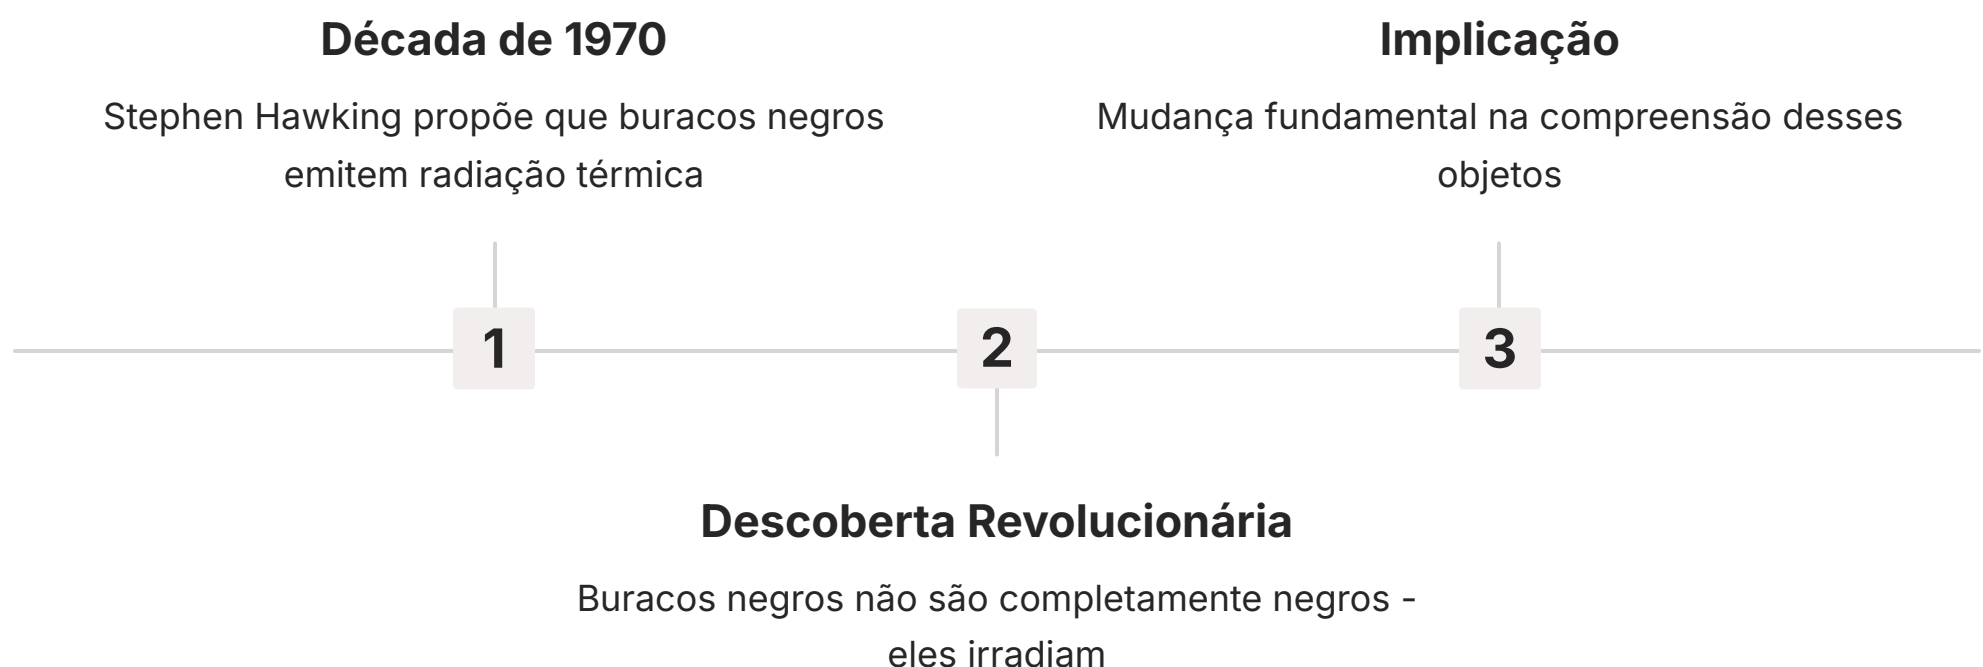 Década de 1970
Stephen Hawking propõe que buracos negros
emitem radiação térmica
Implicação
Mudança fundamental na compreensão desses
objetos
1
2
3
Descoberta Revolucionária
Buracos negros não são completamente negros -
eles irradiam